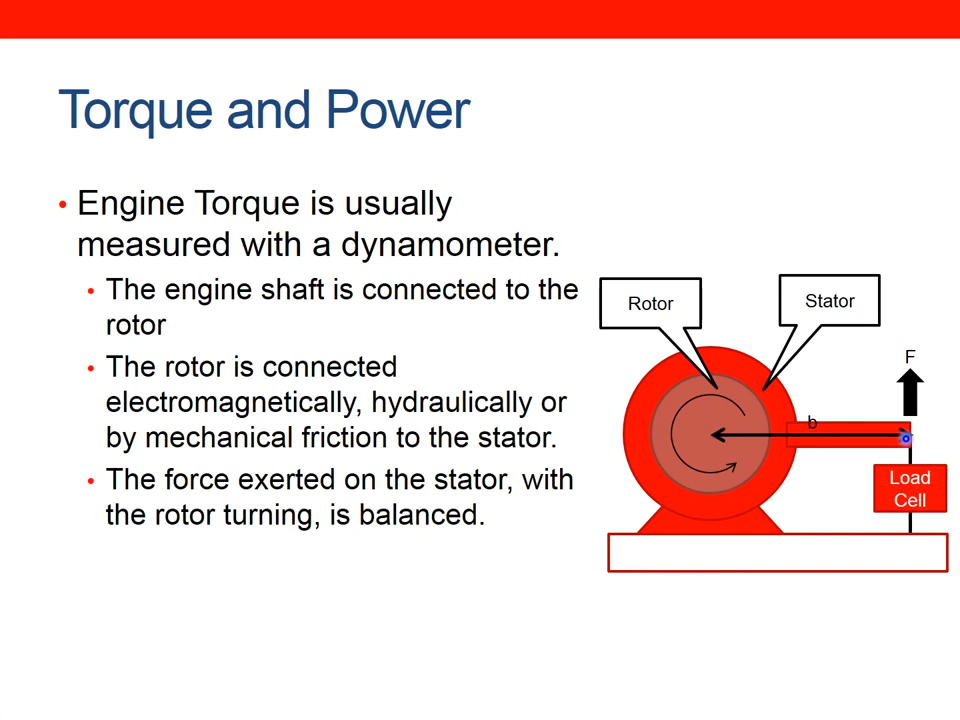 Torque and Power
• Engine Torque is usually
measured with a dynamometer.
• The engine shaft is connected to the
rotor
• The rotor is connected
electromagnetically, hydraulically or
by mechanical friction to the stator.
• The force exerted on the stator, with
the rotor turning, is balanced.
Rotor
Stator
F
b
Load
Cell